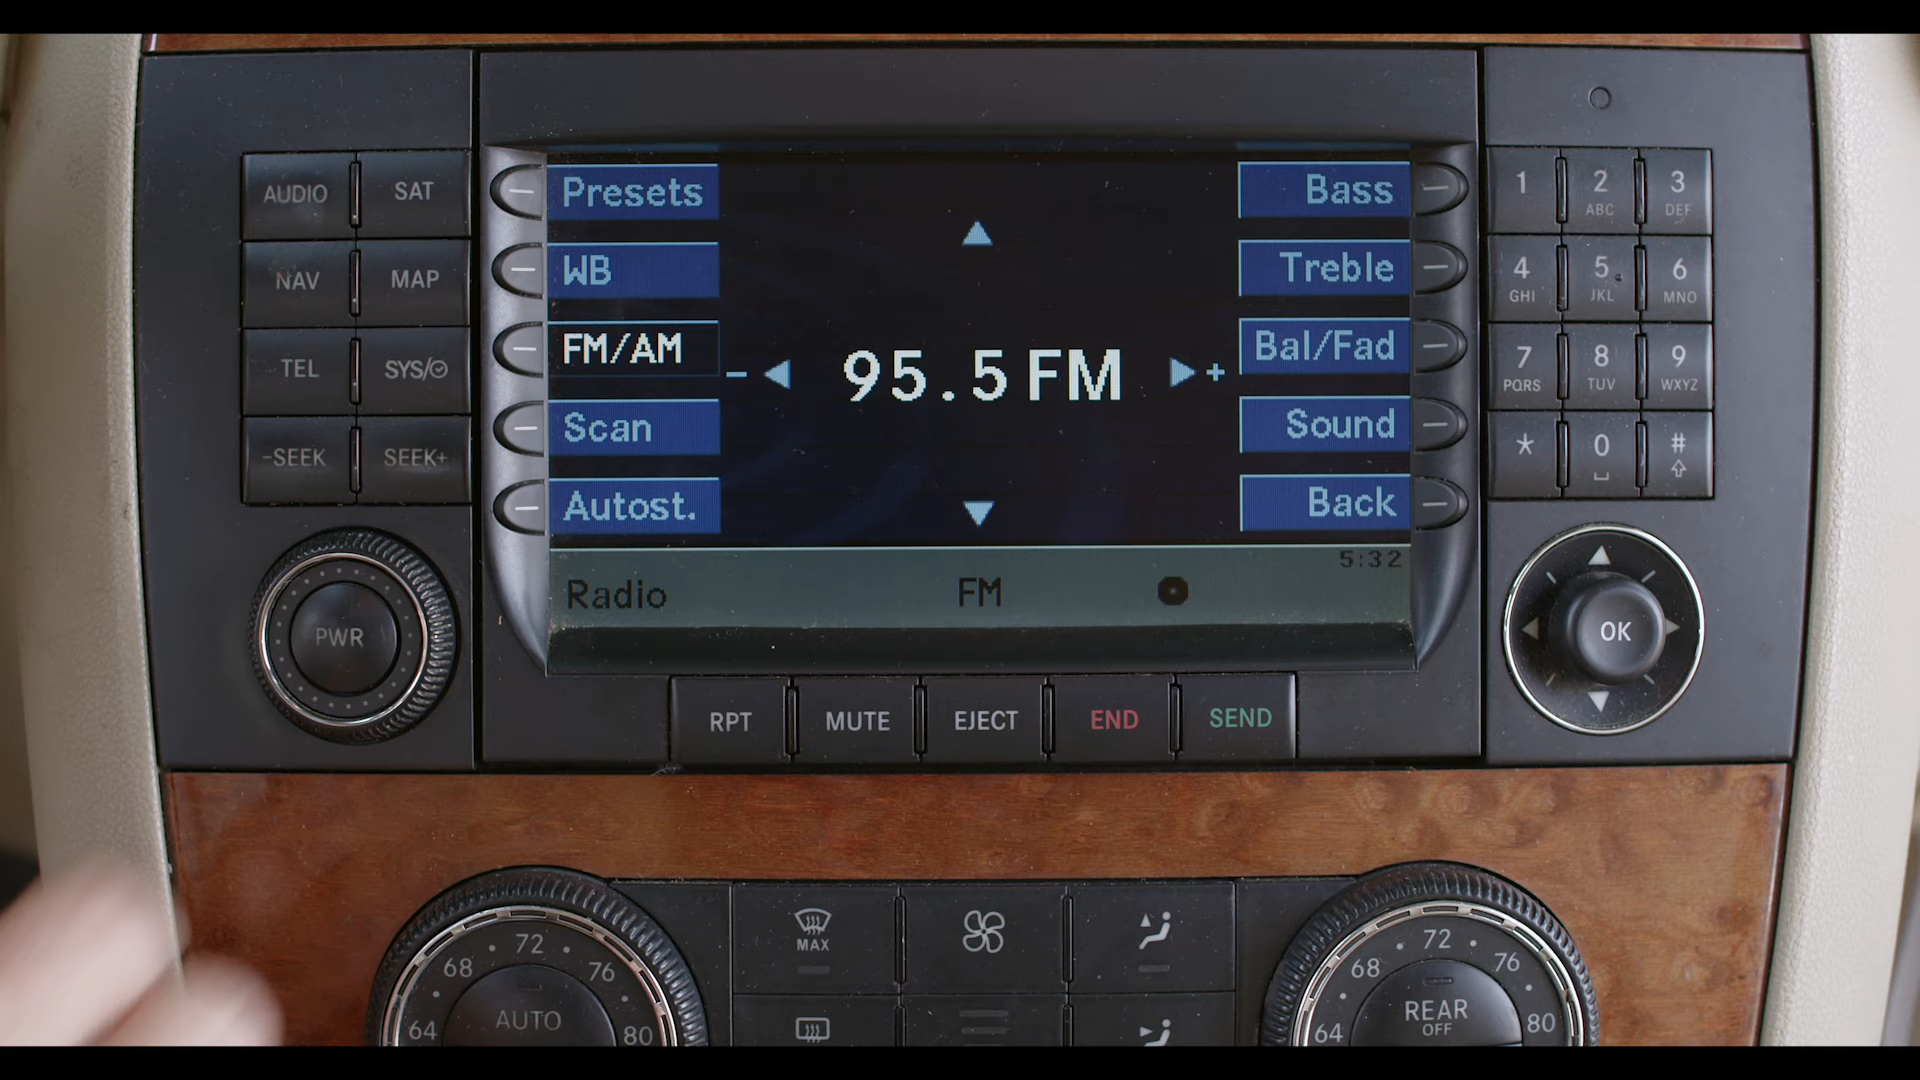 AUDIO SAT
NAV MAP
TEL SYS/
-SEEK SEEK+
PWR
Presets
WB
FM/AM
Scan
Autost.
- 95.5 FM +
Bass
Treble
Bal/Fad
Sound
Back
5:32
Radio FM
RPT MUTE EJECT END SEND
1 2 3
ABC DEF
4 5 6
GHI JKL MNO
7 8 9
PQRS TUV WXYZ
* 0 #
OK
64 68 72 76 80
AUTO
MAX
64 68 72 76 80
REAR
OFF